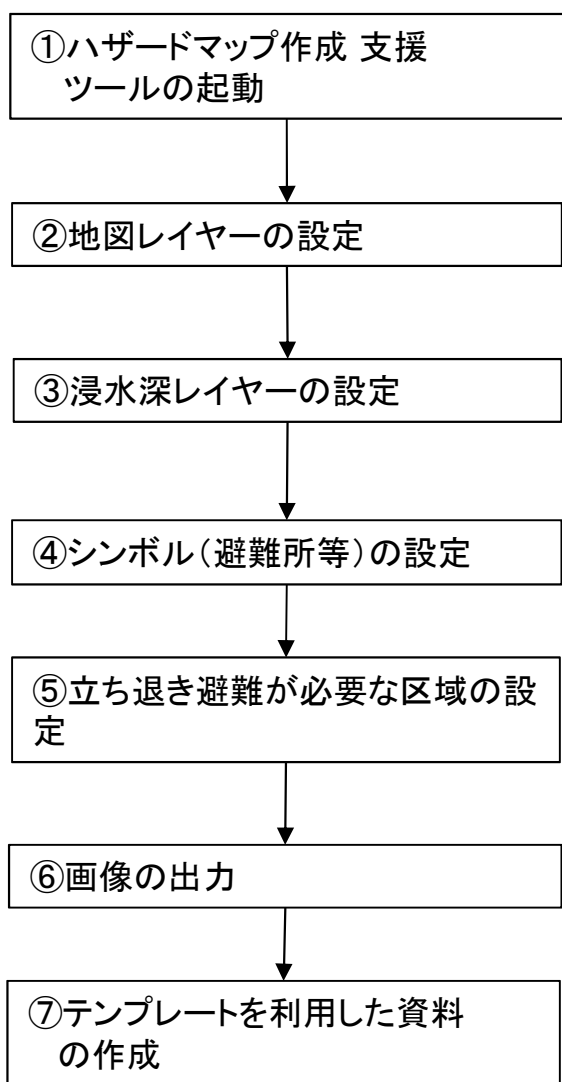 ①ハザードマップ作成 支援
ツールの起動
②地図レイヤーの設定
③浸水深レイヤーの設定
④シンボル（避難所等）の設定
⑤立ち退き避難が必要な区域の設
定
⑥画像の出力
⑦テンプレートを利用した資料
の作成